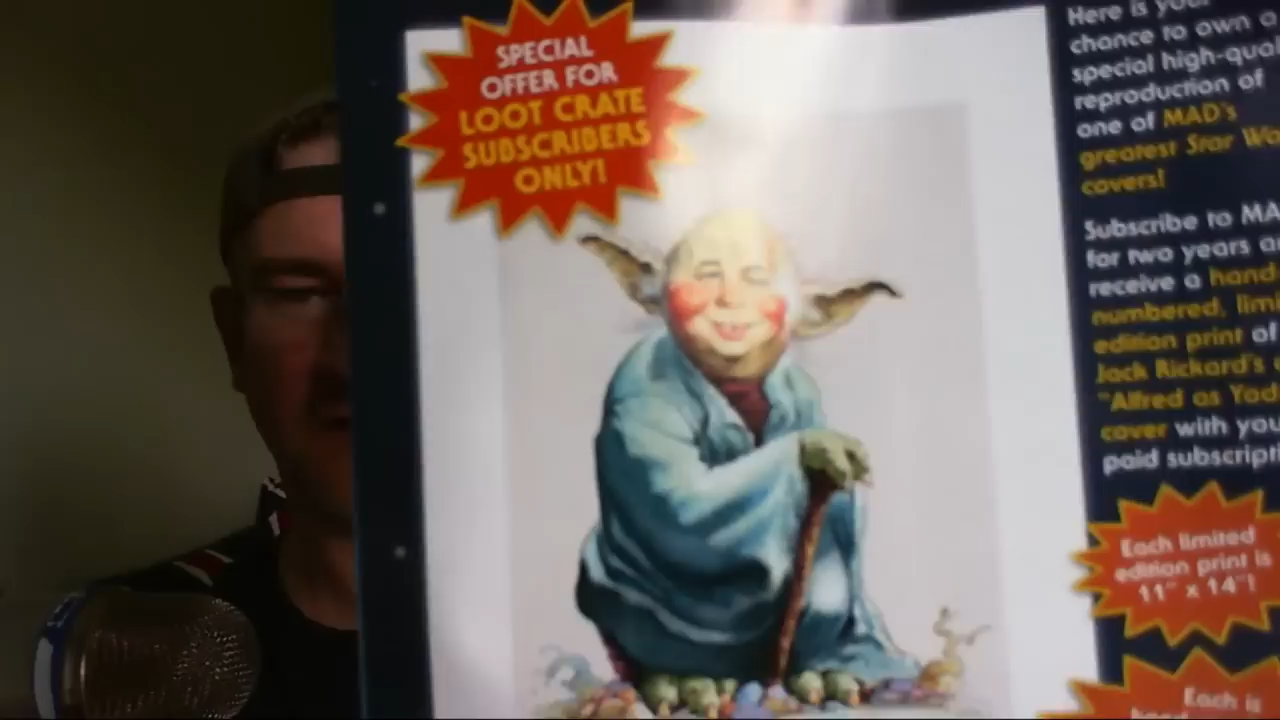 SPECIAL
OFFER FOR
LOOT CRATE
SUBSCRIBERS
ONLY!
Here is
chance to own
special high-qual
reproduction of
one of MAD's
greatest Star Wa
covers!
Subscribe to MA
for two years a
receive a hand-
numbered, limi
edition print of
Jack Rickard's
"Alfred as Yod
cover with you
paid subscripti
Each limited
edition print is
11" x 14"!
Each is